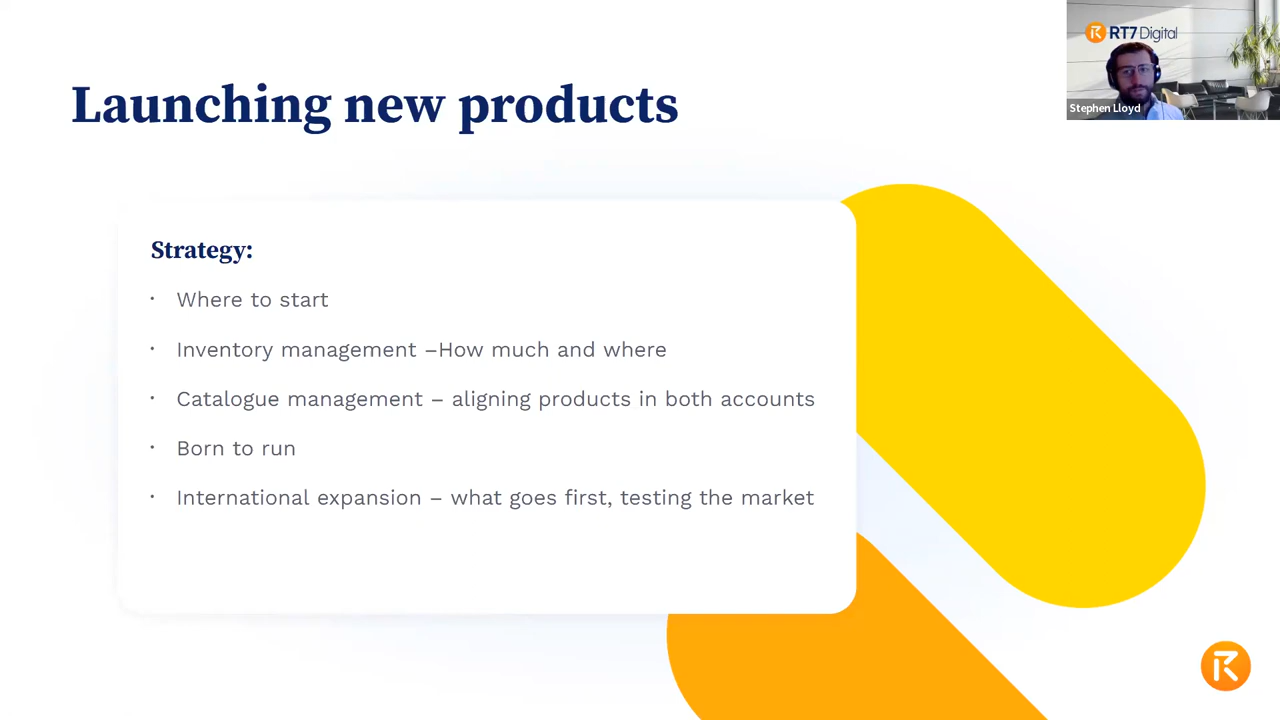 RT7 Digital
Stephen Lloyd
Launching new products
Strategy:
· Where to start
· Inventory management –How much and where
· Catalogue management – aligning products in both accounts
· Born to run
· International expansion – what goes first, testing the market